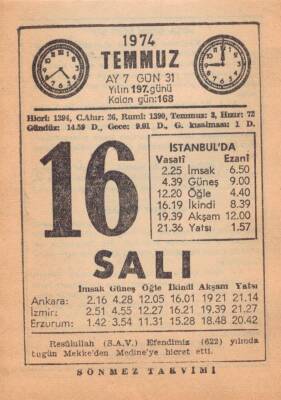 1974
TEMMUZ
AY 7 GÜN 31
Yılın 197. günü
Kalan gün: 168
Hicrî: 1394, C.Ahır: 26, Rumî: 1390, Temmuz: 3, Hızır: 72
Gündüz: 14.59 D., Gece: 9.01 D., G. kısalması: 1 D.
16
SALI
İSTANBUL'DA
Vasatî Ezanî
2.25 İmsak 6.50
4.39 Güneş 9.00
12.20 Öğle 4.40
16.19 İkindi 8.39
19.39 Akşam 12.00
21.36 Yatsı 1.57
İmsak Güneş Öğle İkindi Akşam Yatsı
Ankara: 2.16 4.28 12.05 16.01 19 21 21.14
İzmir: 2.51 4.55 12.27 16.21 19.39 21.27
Erzurum: 1.42 3.54 11.31 15.28 18.48 20.42
Resûlullah (S.A.V.) Efendimiz (622) yılında
bugün Mekke'den Medine'ye hicret etti.
SÖNMEZ TAKVİMİ